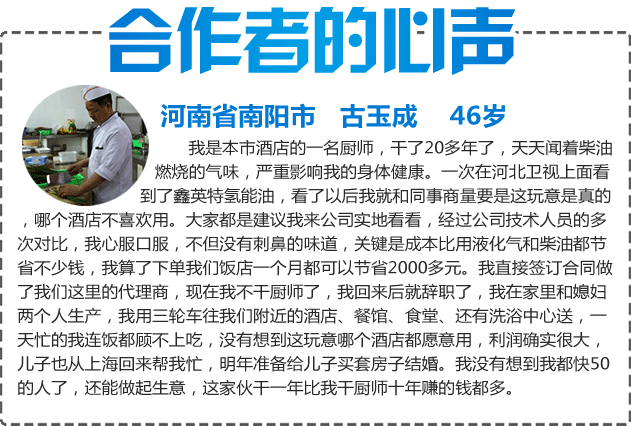 合作者的心声
河南省南阳市 古玉成 46岁
我是本市酒店的一名厨师，干了20多年了，天天闻着柴油
燃烧的气味，严重影响我的身体健康。一次在河北卫视上面看
到了鑫英特氢能油，看了以后我就和同事商量要是这玩意是真的
，哪个酒店不喜欢用。大家都是建议我来公司实地看看，经过公司技术人员的多
次对比，我心服口服，不但没有刺鼻的味道，关键是成本比用液化气和柴油都节
省不少钱，我算了下单我们饭店一个月都可以节省2000多元。我直接签订合同做
了我们这里的代理商，现在我不干厨师了，我回来后就辞职了，我在家里和媳妇
两个人生产，我用三轮车往我们附近的酒店、餐馆、食堂、还有洗浴中心送，一
天忙的我连饭都顾不上吃，没有想到这玩意哪个酒店都愿意用，利润确实很大，
儿子也从上海回来帮我忙，明年准备给儿子买套房子结婚。我没有想到我都快50
的人了，还能做起生意，这家伙干一年比我干厨师十年赚的钱都多。